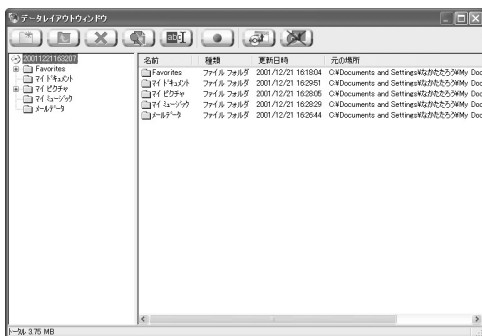 データレイアウトウィンドウ
20011221163207
Favorites
マイ ドキュメント
マイ ピクチャ
マイ ミュージック
メールデータ
名前 種類 更新日時 元の場所
Favorites ファイル フォルダ 2001/12/21 16:18:04 C:¥Documents and Settings¥なかたたろう¥My Doc
マイ ドキュメント ファイル フォルダ 2001/12/21 16:29:51 C:¥Documents and Settings¥なかたたろう¥My Doc
マイ ピクチャ ファイル フォルダ 2001/12/21 16:28:05 C:¥Documents and Settings¥なかたたろう¥My Doc
マイ ミュージック ファイル フォルダ 2001/12/21 16:28:29 C:¥Documents and Settings¥なかたたろう¥My Doc
メールデータ ファイル フォルダ 2001/12/21 16:26:44 C:¥Documents and Settings¥なかたたろう¥My Doc
トータル 3.75 MB